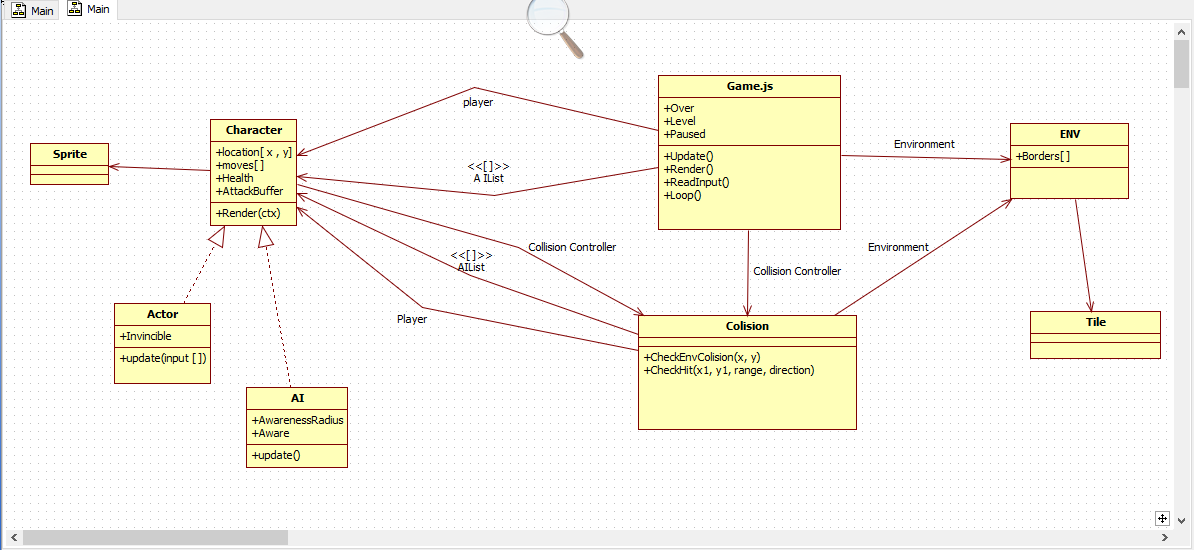 Main
Main
Game.js
+Over
+Level
+Paused
+Update()
+Render()
+ReadInput()
+Loop()
player
Character
+location[ x , y]
+moves[ ]
+Health
+AttackBuffer
+Render(ctx)
Sprite
ENV
+Borders[ ]
Environment
<<[]>>
A IList
Collision Controller
<<[]>>
AIList
Collision Controller
Environment
Player
Actor
+Invincible
+update(input [ ])
Colision
+CheckEnvColision(x, y)
+CheckHit(x1, y1, range, direction)
Tile
AI
+AwarenessRadius
+Aware
+update()